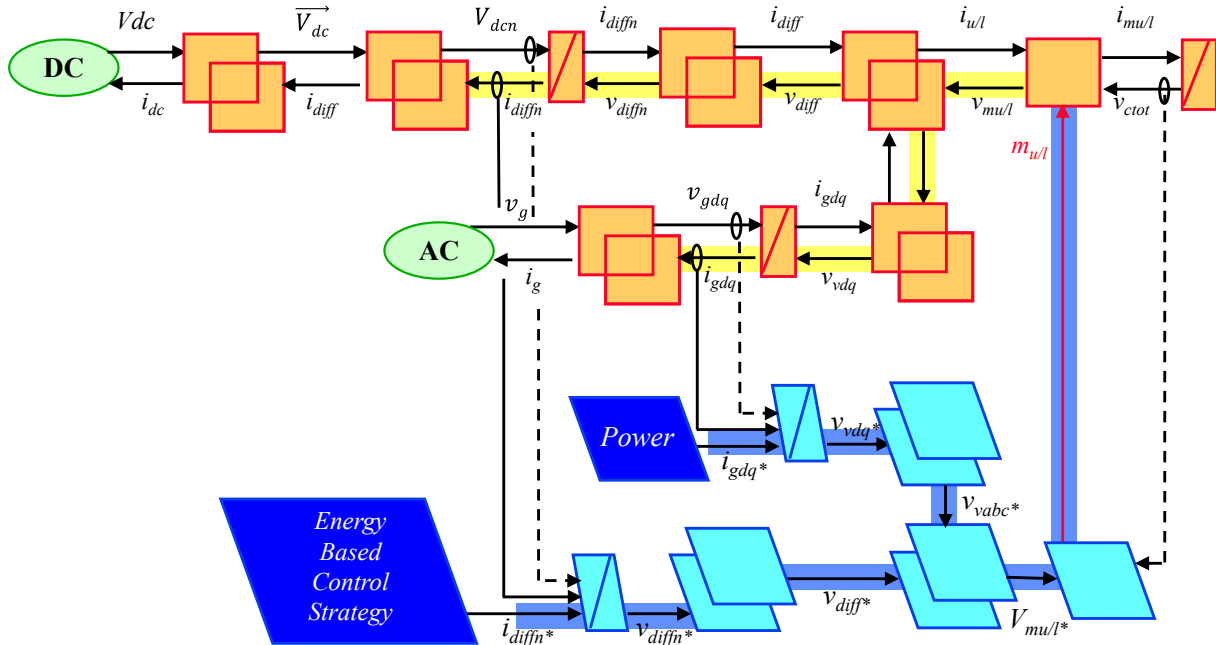 Vdc
V_dc
V_dcn
i_diffn
i_diff
i_u/l
i_mu/l
DC
i_dc
i_diff
i_diffn
v_diffn
v_diff
v_mu/l
v_ctot
m_u/l
v_g
v_gdq
i_gdq
AC
i_g
i_gdq
v_vdq
Power
v_vdq*
i_gdq*
v_vabc*
Energy
Based
Control
Strategy
i_diffn*
v_diffn*
v_diff*
V_mu/l*